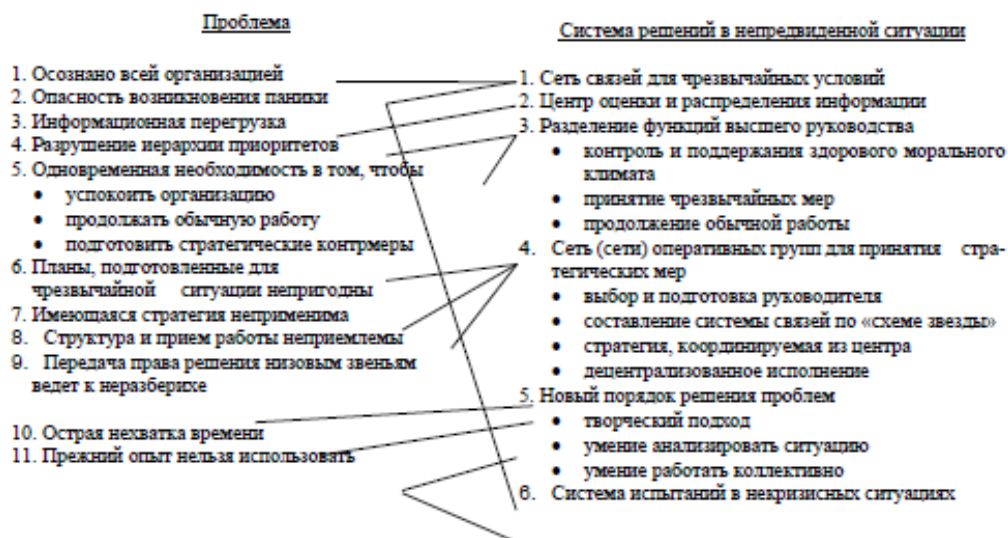 Проблема
1. Осознано всей организацией
2. Опасность возникновения паники
3. Информационная перегрузка
4. Разрушение иерархии приоритетов
5. Одновременная необходимость в том, чтобы
• успокоить организацию
• продолжать обычную работу
• подготовить стратегические контрмеры
6. Планы, подготовленные для
чрезвычайной ситуации непригодны
7. Имеющаяся стратегия неприменима
8. Структура и прием работы неприемлемы
9. Передача права решения низовым звеньям
ведет к неразберихе
10. Острая нехватка времени
11. Прежний опыт нельзя использовать
Система решений в непредвиденной ситуации
1. Сеть связей для чрезвычайных условий
2. Центр оценки и распределения информации
3. Разделение функций высшего руководства
• контроль и поддержания здорового морального
климата
• принятие чрезвычайных мер
• продолжение обычной работы
4. Сеть (сети) оперативных групп для принятия стра-
тегических мер
• выбор и подготовка руководителя
• составление системы связей по «схеме звезды»
• стратегия, координируемая из центра
• децентрализованное исполнение
5. Новый порядок решения проблем
• творческий подход
• умение анализировать ситуацию
• умение работать коллективно
6. Система испытаний в некризисных ситуациях